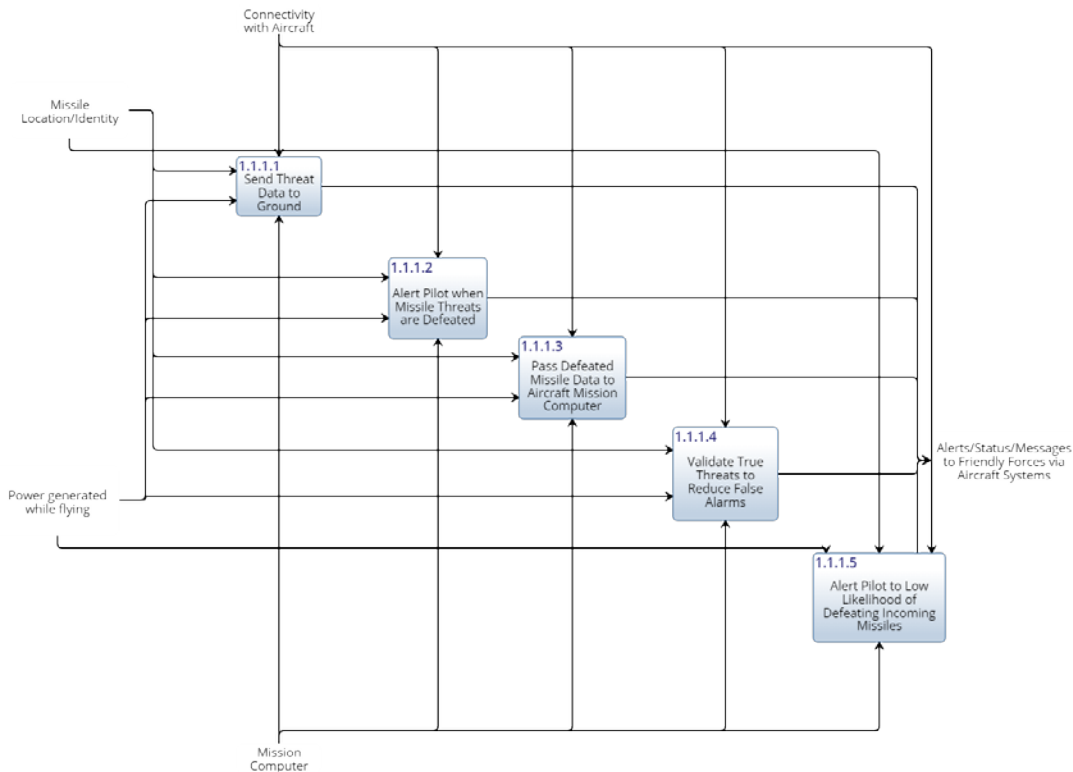 Connectivity
with Aircraft
Missile
Location/Identity
1.1.1.1
Send Threat
Data to
Ground
1.1.1.2
Alert Pilot when
Missile Threats
are Defeated
1.1.1.3
Pass Defeated
Missile Data to
Aircraft Mission
Computer
1.1.1.4
Validate True
Threats to
Reduce False
Alarms
Alerts/Status/Messages
to Friendly Forces via
Aircraft Systems
Power generated
while flying
1.1.1.5
Alert Pilot to Low
Likelihood of
Defeating Incoming
Missiles
Mission
Computer